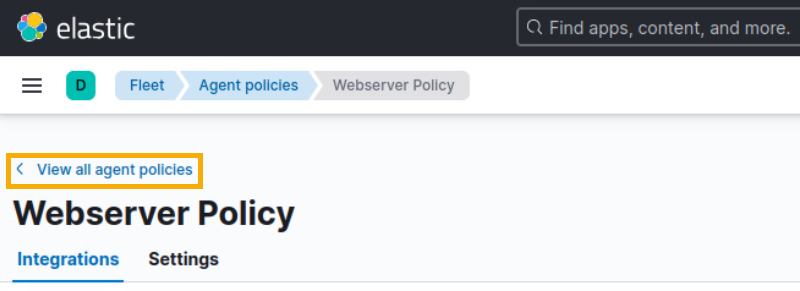 elastic
Find apps, content, and more.
D
Fleet
Agent policies
Webserver Policy
View all agent policies
Webserver Policy
Integrations
Settings